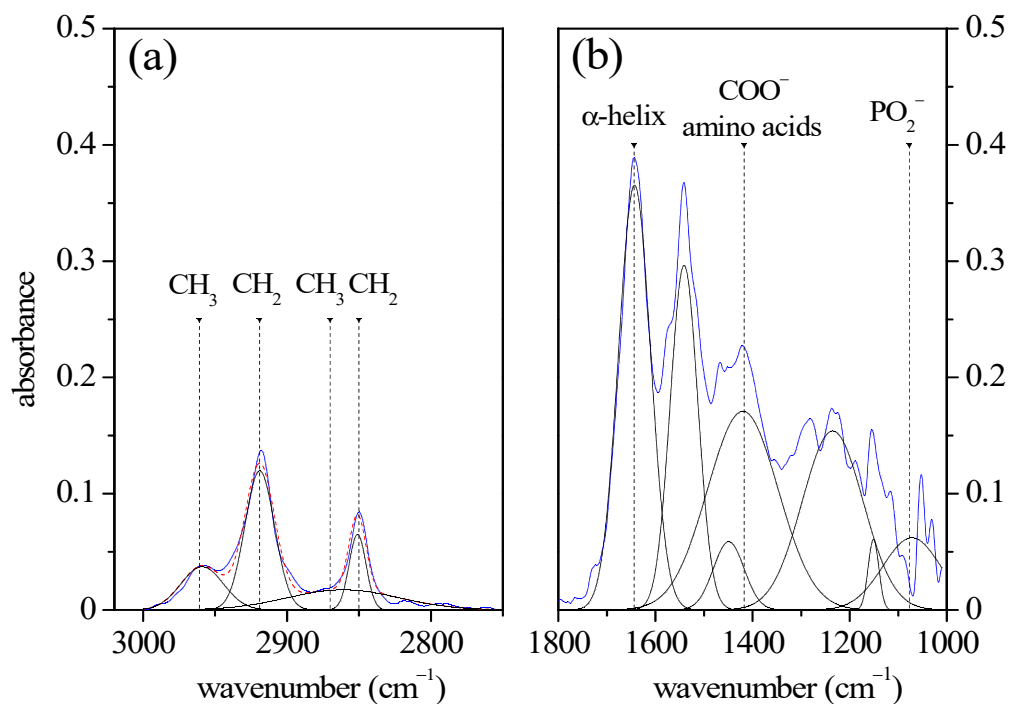 (a)
CH₃ CH₂ CH₃ CH₂
absorbance
0.5
0.4
0.3
0.2
0.1
0
3000 2900 2800
wavenumber (cm⁻¹)
(b)
α-helix
COO⁻
amino acids
PO₂⁻
0.5
0.4
0.3
0.2
0.1
0
1800 1600 1400 1200 1000
wavenumber (cm⁻¹)